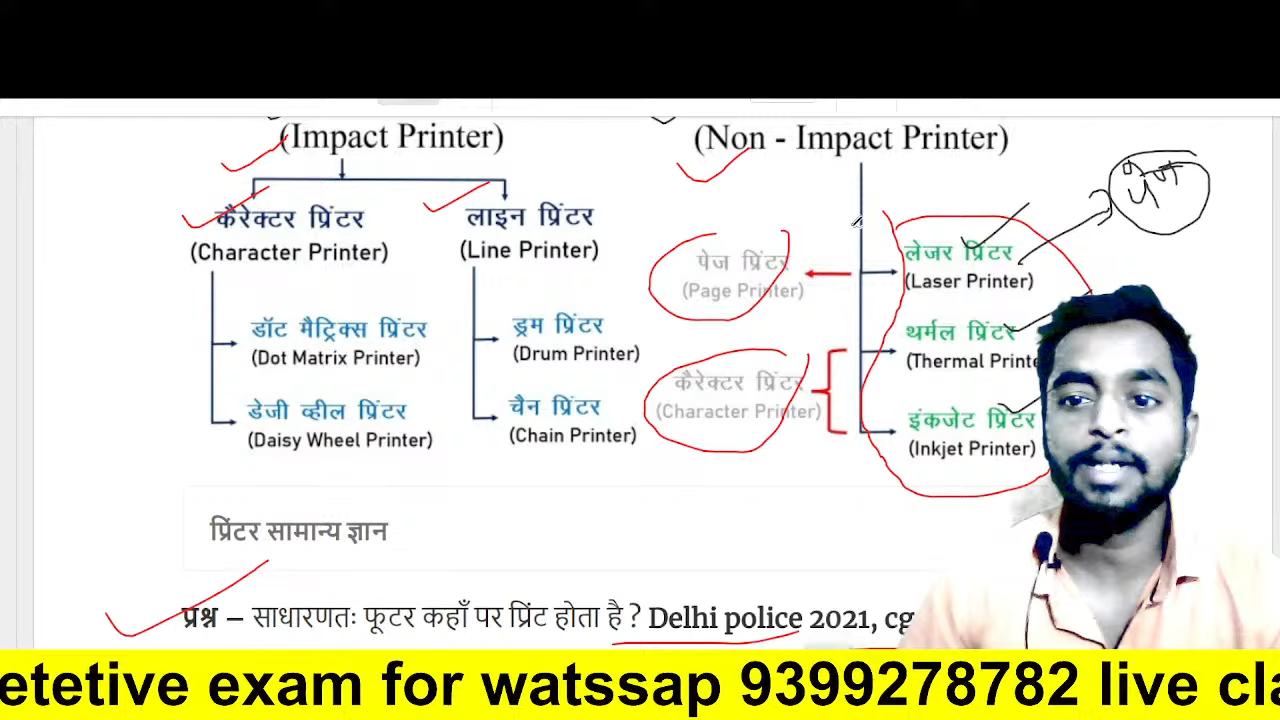 (Impact Printer)
(Non - Impact Printer)
कैरेक्टर प्रिंटर
(Character Printer)
लाइन प्रिंटर
(Line Printer)
डॉट मैट्रिक्स प्रिंटर
(Dot Matrix Printer)
डेजी व्हील प्रिंटर
(Daisy Wheel Printer)
ड्रम प्रिंटर
(Drum Printer)
चैन प्रिंटर
(Chain Printer)
पेज प्रिंटर
(Page Printer)
कैरेक्टर प्रिंटर
(Character Printer)
लेजर प्रिंटर
(Laser Printer)
थर्मल प्रिंटर
(Thermal Printe
इंकजेट प्रिंटर
(Inkjet Printer)
प्रिंटर सामान्य ज्ञान
प्रश्न – साधारणतः फूटर कहाँ पर प्रिंट होता है ? Delhi police 2021, cg
etetive exam for watssap 9399278782 live cla